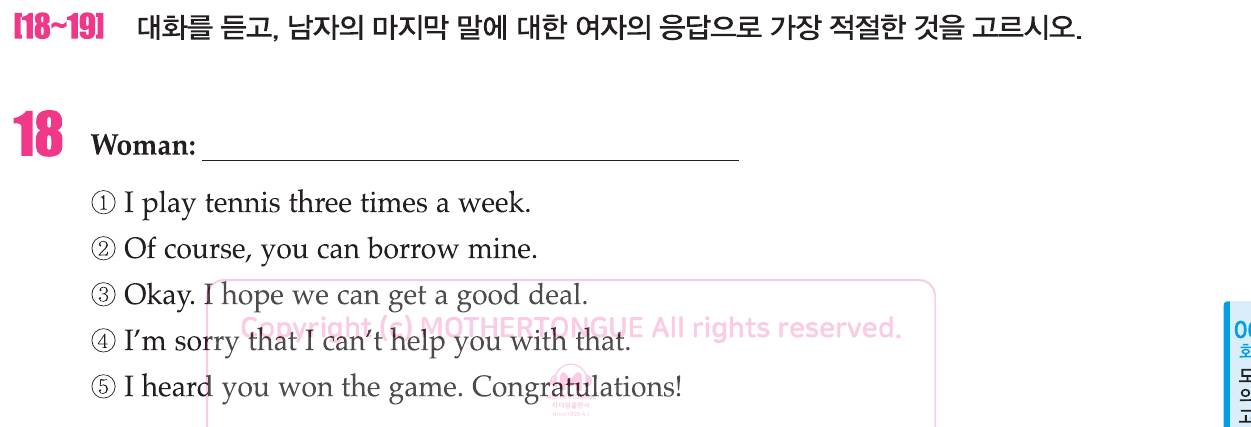 [18~19] 대화를 듣고, 남자의 마지막 말에 대한 여자의 응답으로 가장 적절한 것을 고르시오.
18 Woman:
① I play tennis three times a week.
② Of course, you can borrow mine.
③ Okay. I hope we can get a good deal.
Copyright (c) MOTHERTONGUE All rights reserved.
④ I'm sorry that I can't help you with that.
⑤ I heard you won the game. Congratulations!
회
모
의